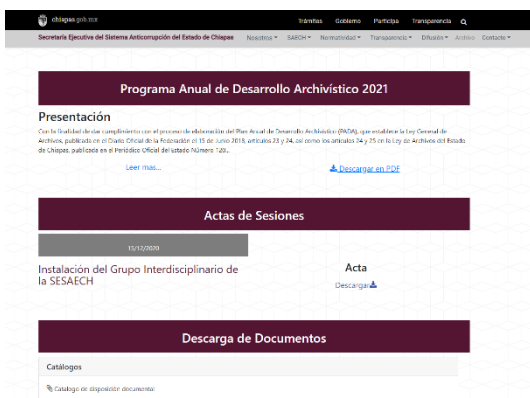 chiapas.gob.mx Trámites Gobierno Participa Transparencia
Secretaría Ejecutiva del Sistema Anticorrupción del Estado de Chiapas Nosotros SAECH Normatividad Transparencia Difusión Archivo Contacto
Programa Anual de Desarrollo Archivístico 2021
Presentación
Con la finalidad de dar cumplimiento con el proceso de elaboración del Plan Anual de Desarrollo Archivístico (PADA), que establece la Ley General de
Archivos, publicada en el Diario Oficial de la Federación el 15 de Junio 2018, artículos 23 y 24, así como los artículos 24 y 25 en la Ley de Archivos del Estado
de Chiapas, publicada en el Periódico Oficial del Estado Número 120...
Leer mas... Descargar en PDF
Actas de Sesiones
15/12/2020
Instalación del Grupo Interdisciplinario de
la SESAECH
Acta
Descargar
Descarga de Documentos
Catálogos
Catálogo de disposición documental